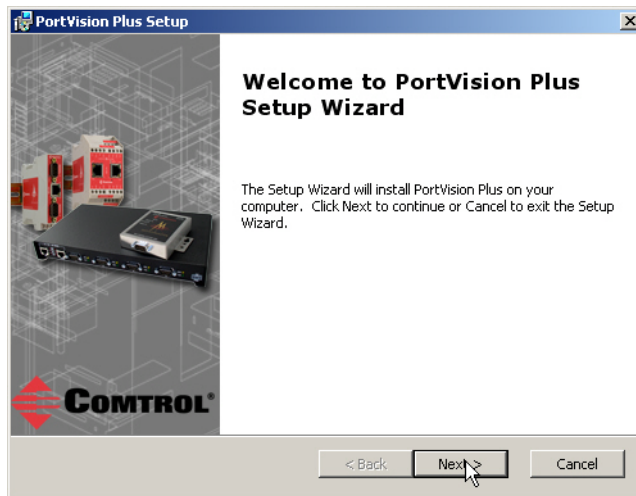 PortVision Plus Setup
Welcome to PortVision Plus
Setup Wizard
The Setup Wizard will install PortVision Plus on your
computer. Click Next to continue or Cancel to exit the Setup
Wizard.
COMTROL®
< Back
Next >
Cancel